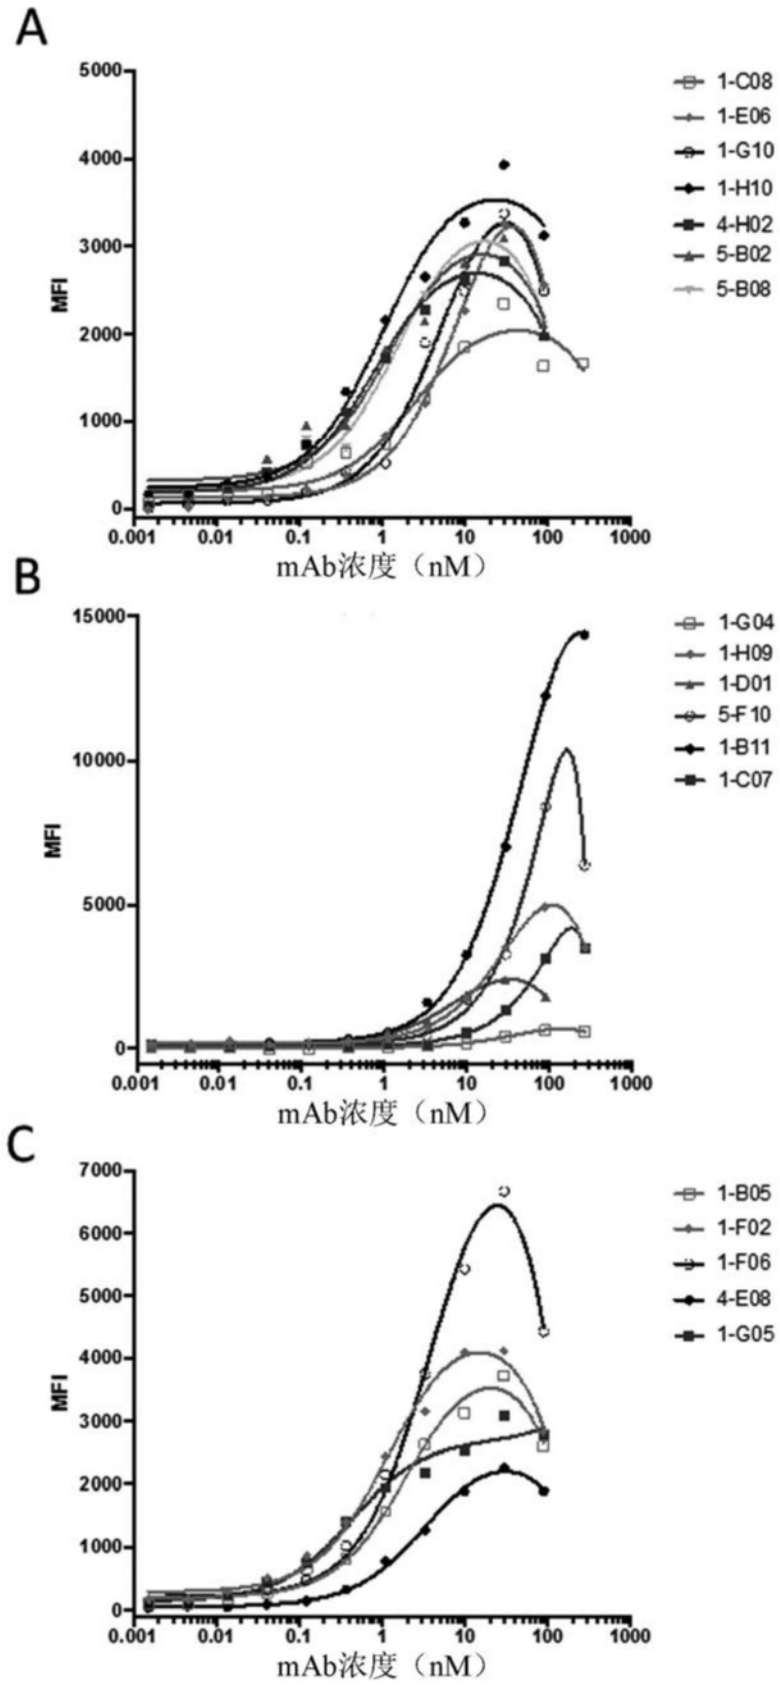 A
5000
4000
3000
2000
1000
0
MFI
0.001 0.01 0.1 1 10 100 1000
mAb浓度（nM）
1-C08
1-E06
1-G10
1-H10
4-H02
5-B02
5-B08
B
15000
10000
5000
0
MFI
0.001 0.01 0.1 1 10 100 1000
mAb浓度（nM）
1-G04
1-H09
1-D01
5-F10
1-B11
1-C07
C
7000
6000
5000
4000
3000
2000
1000
0
MFI
0.001 0.01 0.1 1 10 100 1000
mAb浓度（nM）
1-B05
1-F02
1-F06
4-E08
1-G05